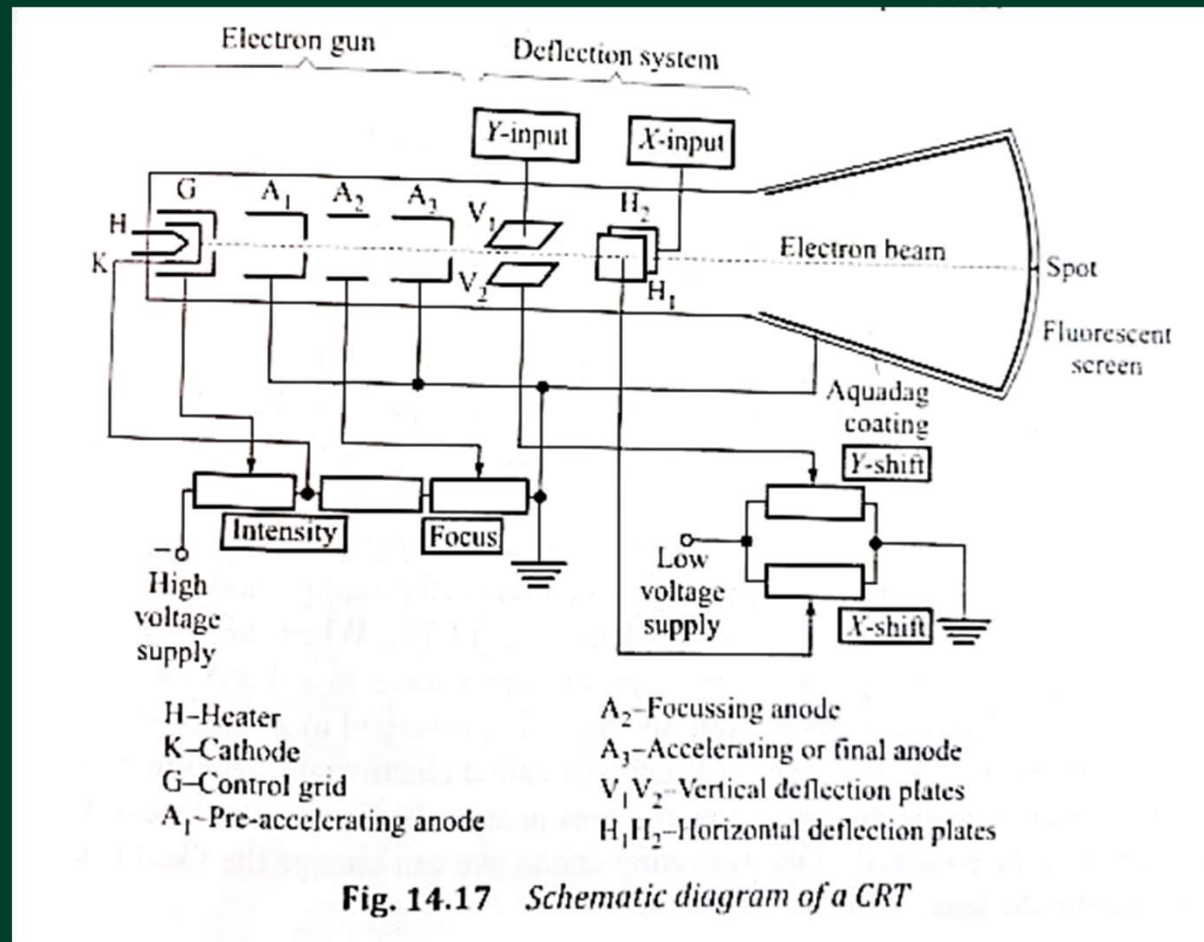 Electron gun
Deflection system
Y-input
X-input
G
A₁
A₂
A₃
V₁
H₂
H
K
V₂
H₁
Electron beam
Spot
Fluorescent
screen
Aquadag
coating
Y-shift
Intensity
Focus
–
High
voltage
supply
Low
voltage
supply
X-shift
H–Heater
K–Cathode
G–Control grid
A₁–Pre-accelerating anode
A₂–Focussing anode
A₃–Accelerating or final anode
V₁V₂–Vertical deflection plates
H₁H₂–Horizontal deflection plates
Fig. 14.17 Schematic diagram of a CRT